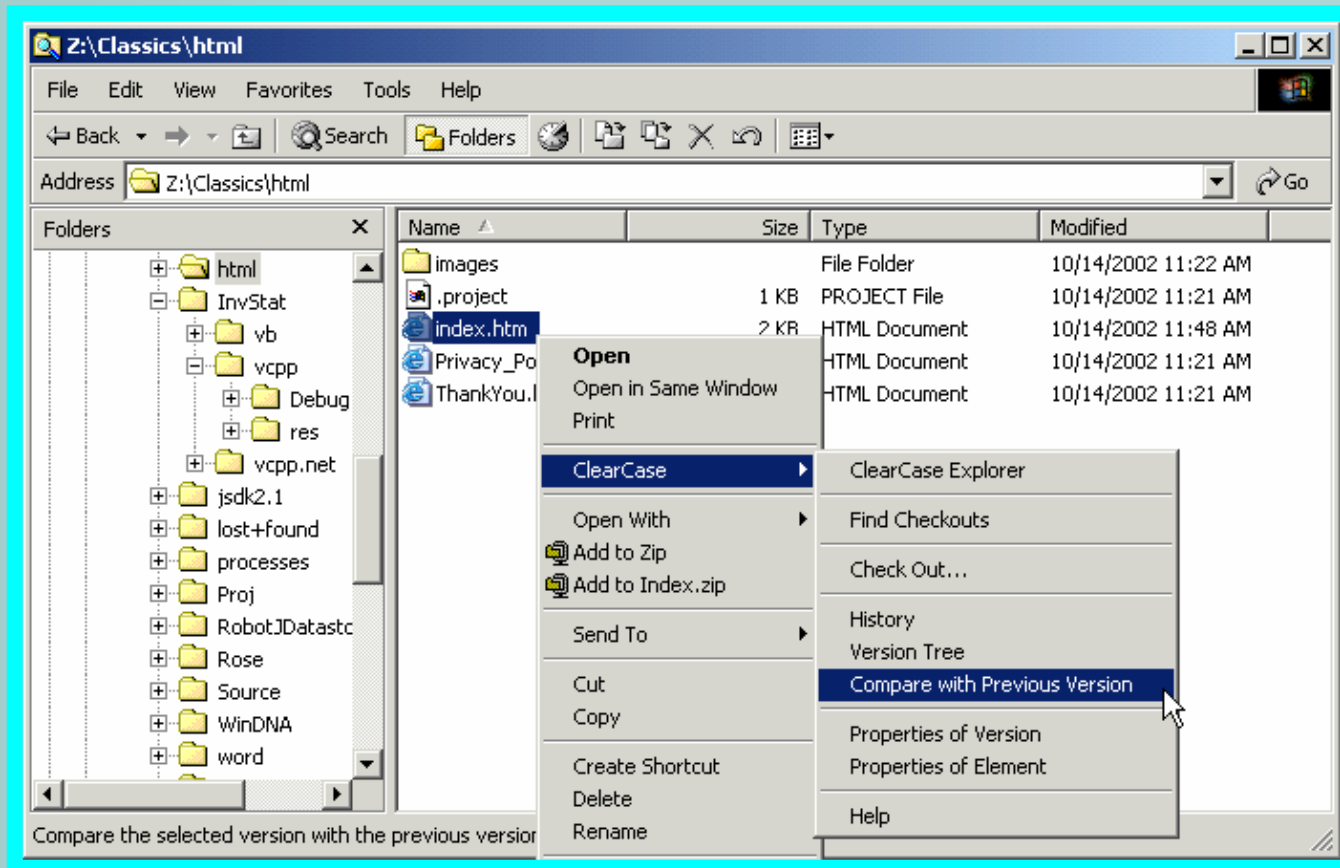 Z:\Classics\html
File Edit View Favorites Tools Help
Back Search Folders
Address Z:\Classics\html Go
Folders
html
InvStat
vb
vcpp
Debug
res
vcpp.net
jsdk2.1
lost+found
processes
Proj
RobotJDatastc
Rose
Source
WinDNA
word
Name Size Type Modified
images File Folder 10/14/2002 11:22 AM
.project 1 KB PROJECT File 10/14/2002 11:21 AM
index.htm 2 KB HTML Document 10/14/2002 11:48 AM
Privacy_Po HTML Document 10/14/2002 11:21 AM
ThankYou. HTML Document 10/14/2002 11:21 AM
Open
Open in Same Window
Print
ClearCase
Open With
Add to Zip
Add to Index.zip
Send To
Cut
Copy
Create Shortcut
Delete
Rename
ClearCase Explorer
Find Checkouts
Check Out...
History
Version Tree
Compare with Previous Version
Properties of Version
Properties of Element
Help
Compare the selected version with the previous version